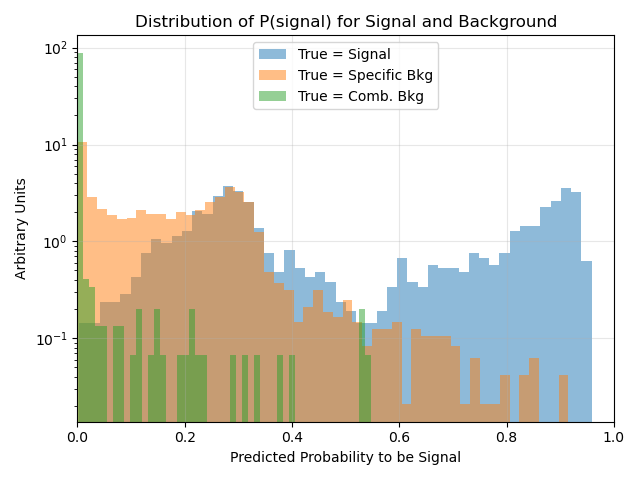 Distribution of P(signal) for Signal and Background
True = Signal
True = Specific Bkg
True = Comb. Bkg
Arbitrary Units
10²
10¹
10⁰
10⁻¹
0.0 0.2 0.4 0.6 0.8 1.0
Predicted Probability to be Signal